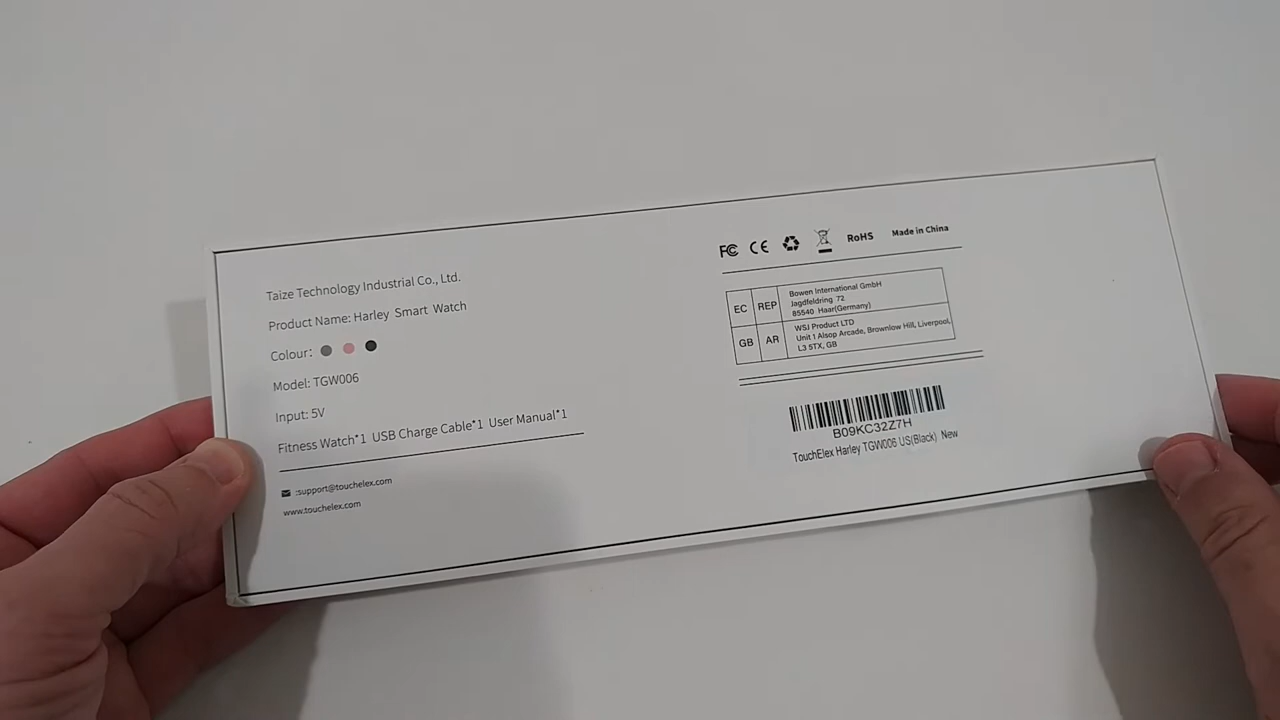 Taize Technology Industrial Co., Ltd.
Product Name: Harley Smart Watch
Colour:
Model: TGW006
Input: 5V
Fitness Watch*1 USB Charge Cable*1 User Manual*1
:support@touchelex.com
www.touchelex.com
FC CE RoHS Made in China
EC REP
Bowen International GmbH
Jagdfeldring 72
85540 Haar(Germany)
GB AR
WSJ Product LTD
Unit 1 Alsop Arcade, Brownlow Hill, Liverpool,
L3 5TX, GB
B09KC32Z7H
TouchElex Harley TGW006 US(Black) New